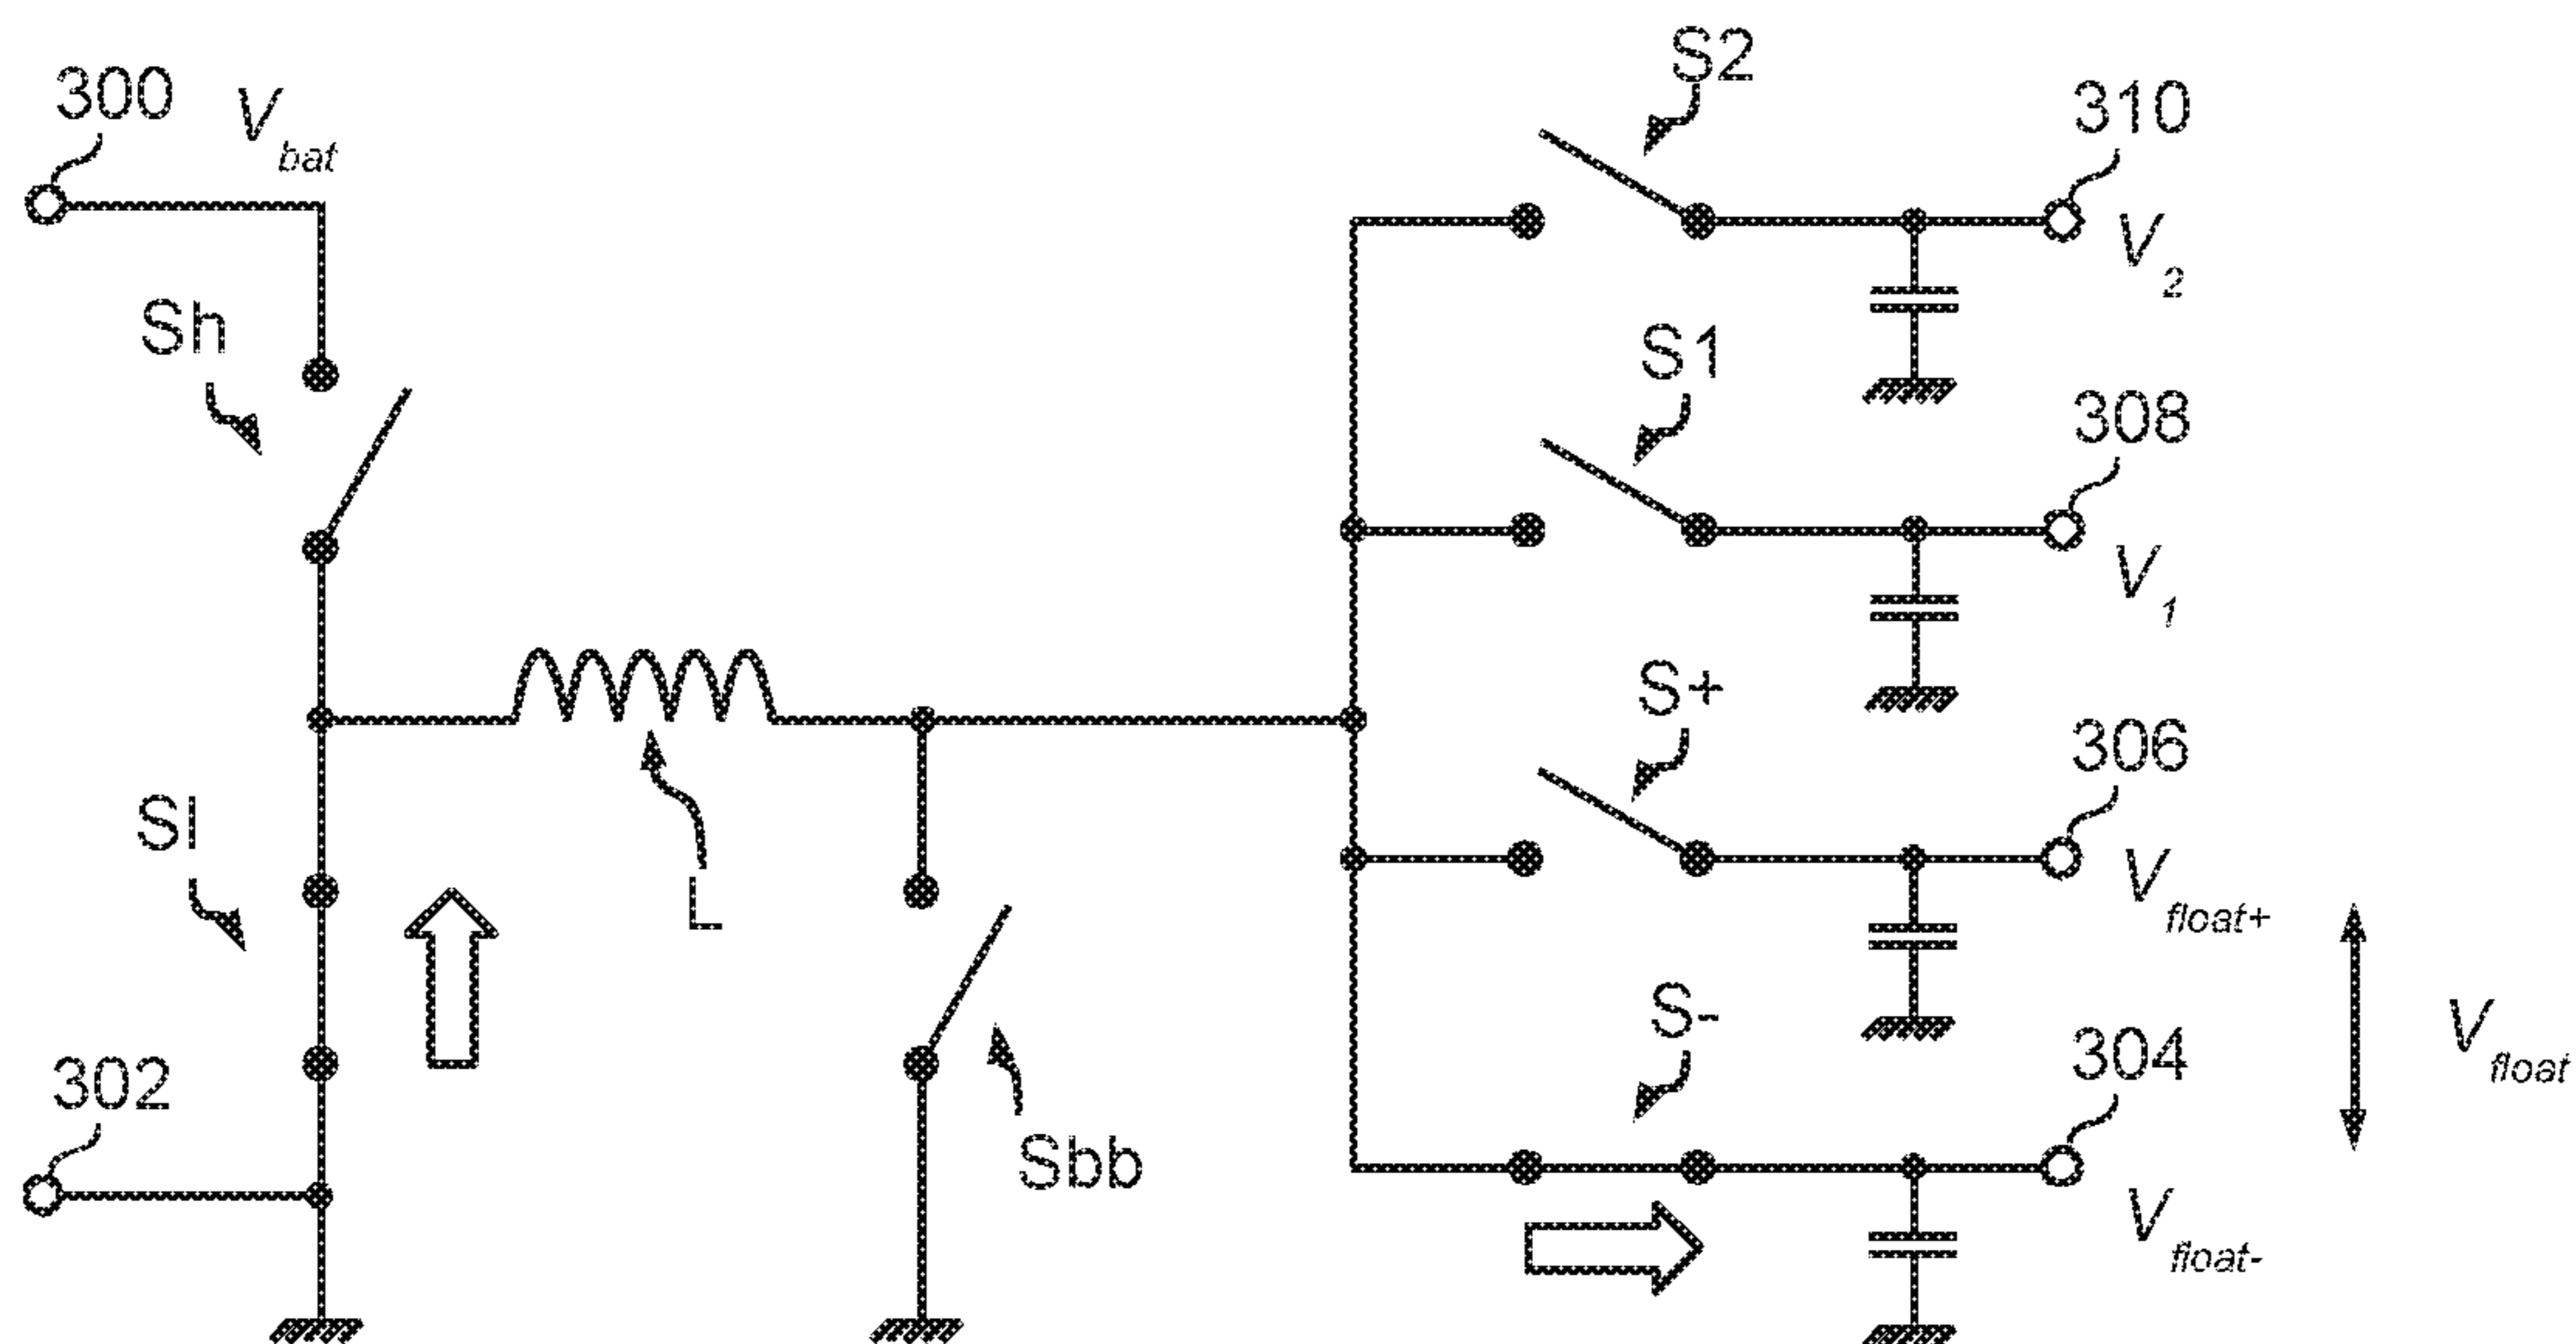 S2
300
V bat
310
V 2
Sh
S1
308
V 1
S+
306
Sl
L
V float+
S-
304
V float
302
Sbb
V float-